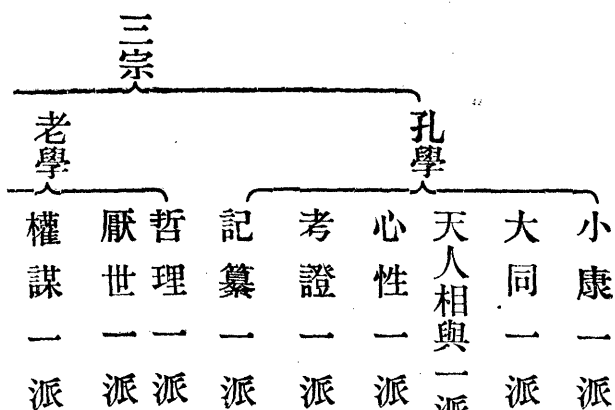 三宗
孔學
小康一派
大同一派
天人相與一派
心性一派
考證一派
記纂一派
老學
哲理一派
厭世一派
權謀一派